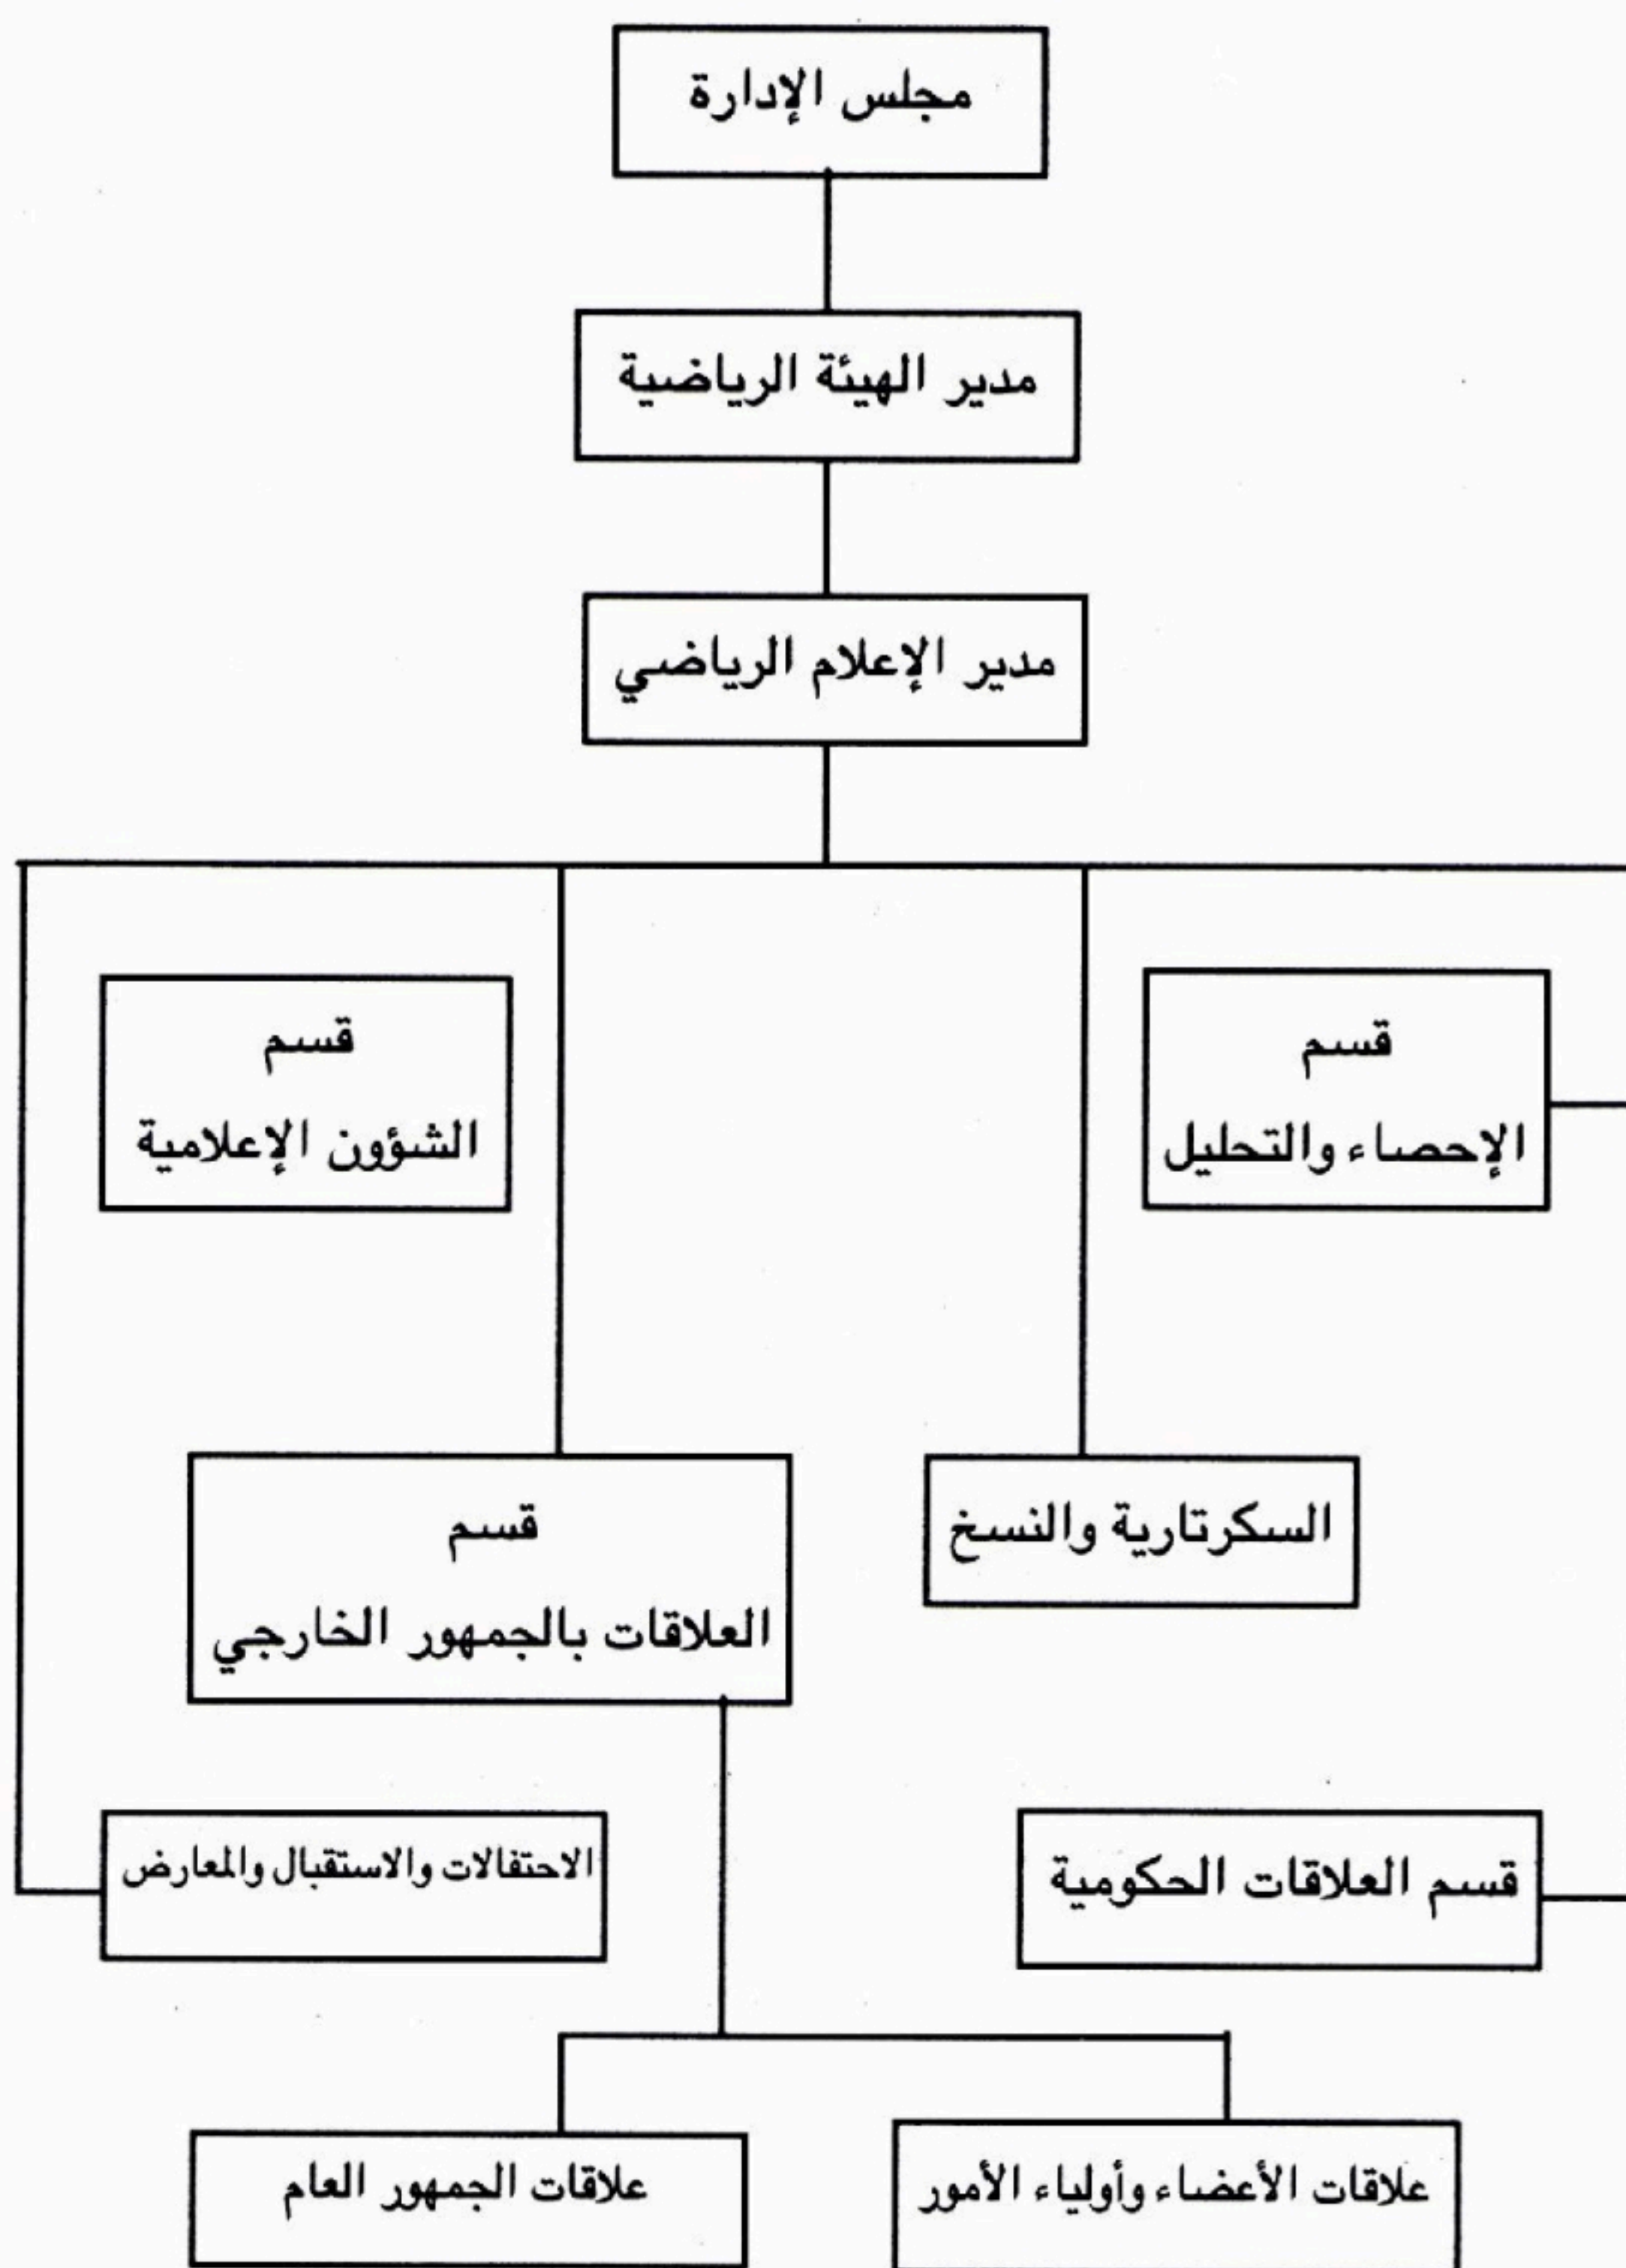 مجلس الإدارة
مدير الهيئة الرياضية
مدير الإعلام الرياضي
قسم
الإحصاء والتحليل
قسم
الشؤون الإعلامية
السكرتارية والنسخ
قسم
العلاقات بالجمهور الخارجي
قسم العلاقات الحكومية
الاحتفالات والاستقبال والمعارض
علاقات الأعضاء وأولياء الأمور
علاقات الجمهور العام